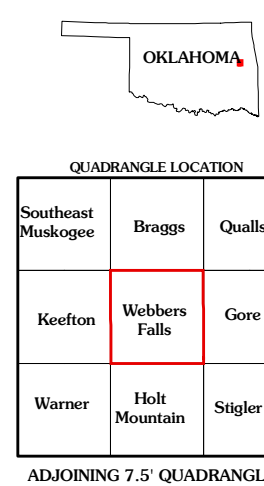 OKLAHOMA
QUADRANGLE LOCATION
Southeast
Muskogee
Braggs
Qualls
Keefton
Webbers
Falls
Gore
Warner
Holt
Mountain
Stigler
ADJOINING 7.5' QUADRANGL